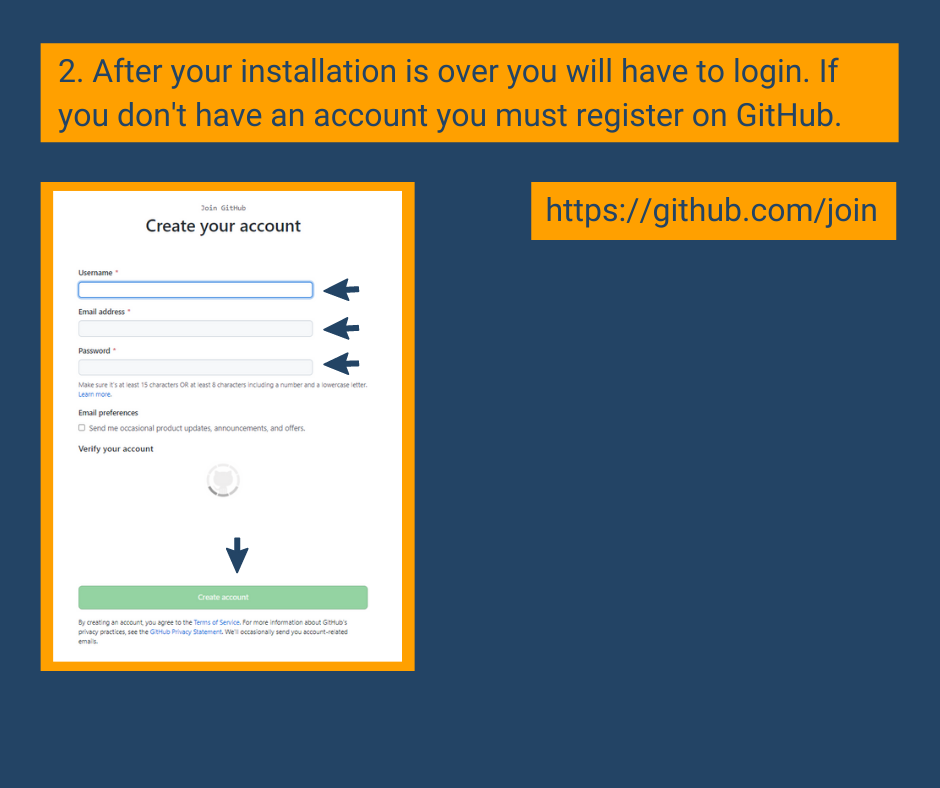 2. After your installation is over you will have to login. If
you don't have an account you must register on GitHub.
https://github.com/join
Join GitHub
Create your account
Username *
Email address *
Password *
Make sure it's at least 15 characters OR at least 8 characters including a number and a lowercase letter.
Learn more.
Email preferences
Send me occasional product updates, announcements, and offers.
Verify your account
Create account
By creating an account, you agree to the Terms of Service. For more information about GitHub's
privacy practices, see the GitHub Privacy Statement. We'll occasionally send you account-related
emails.